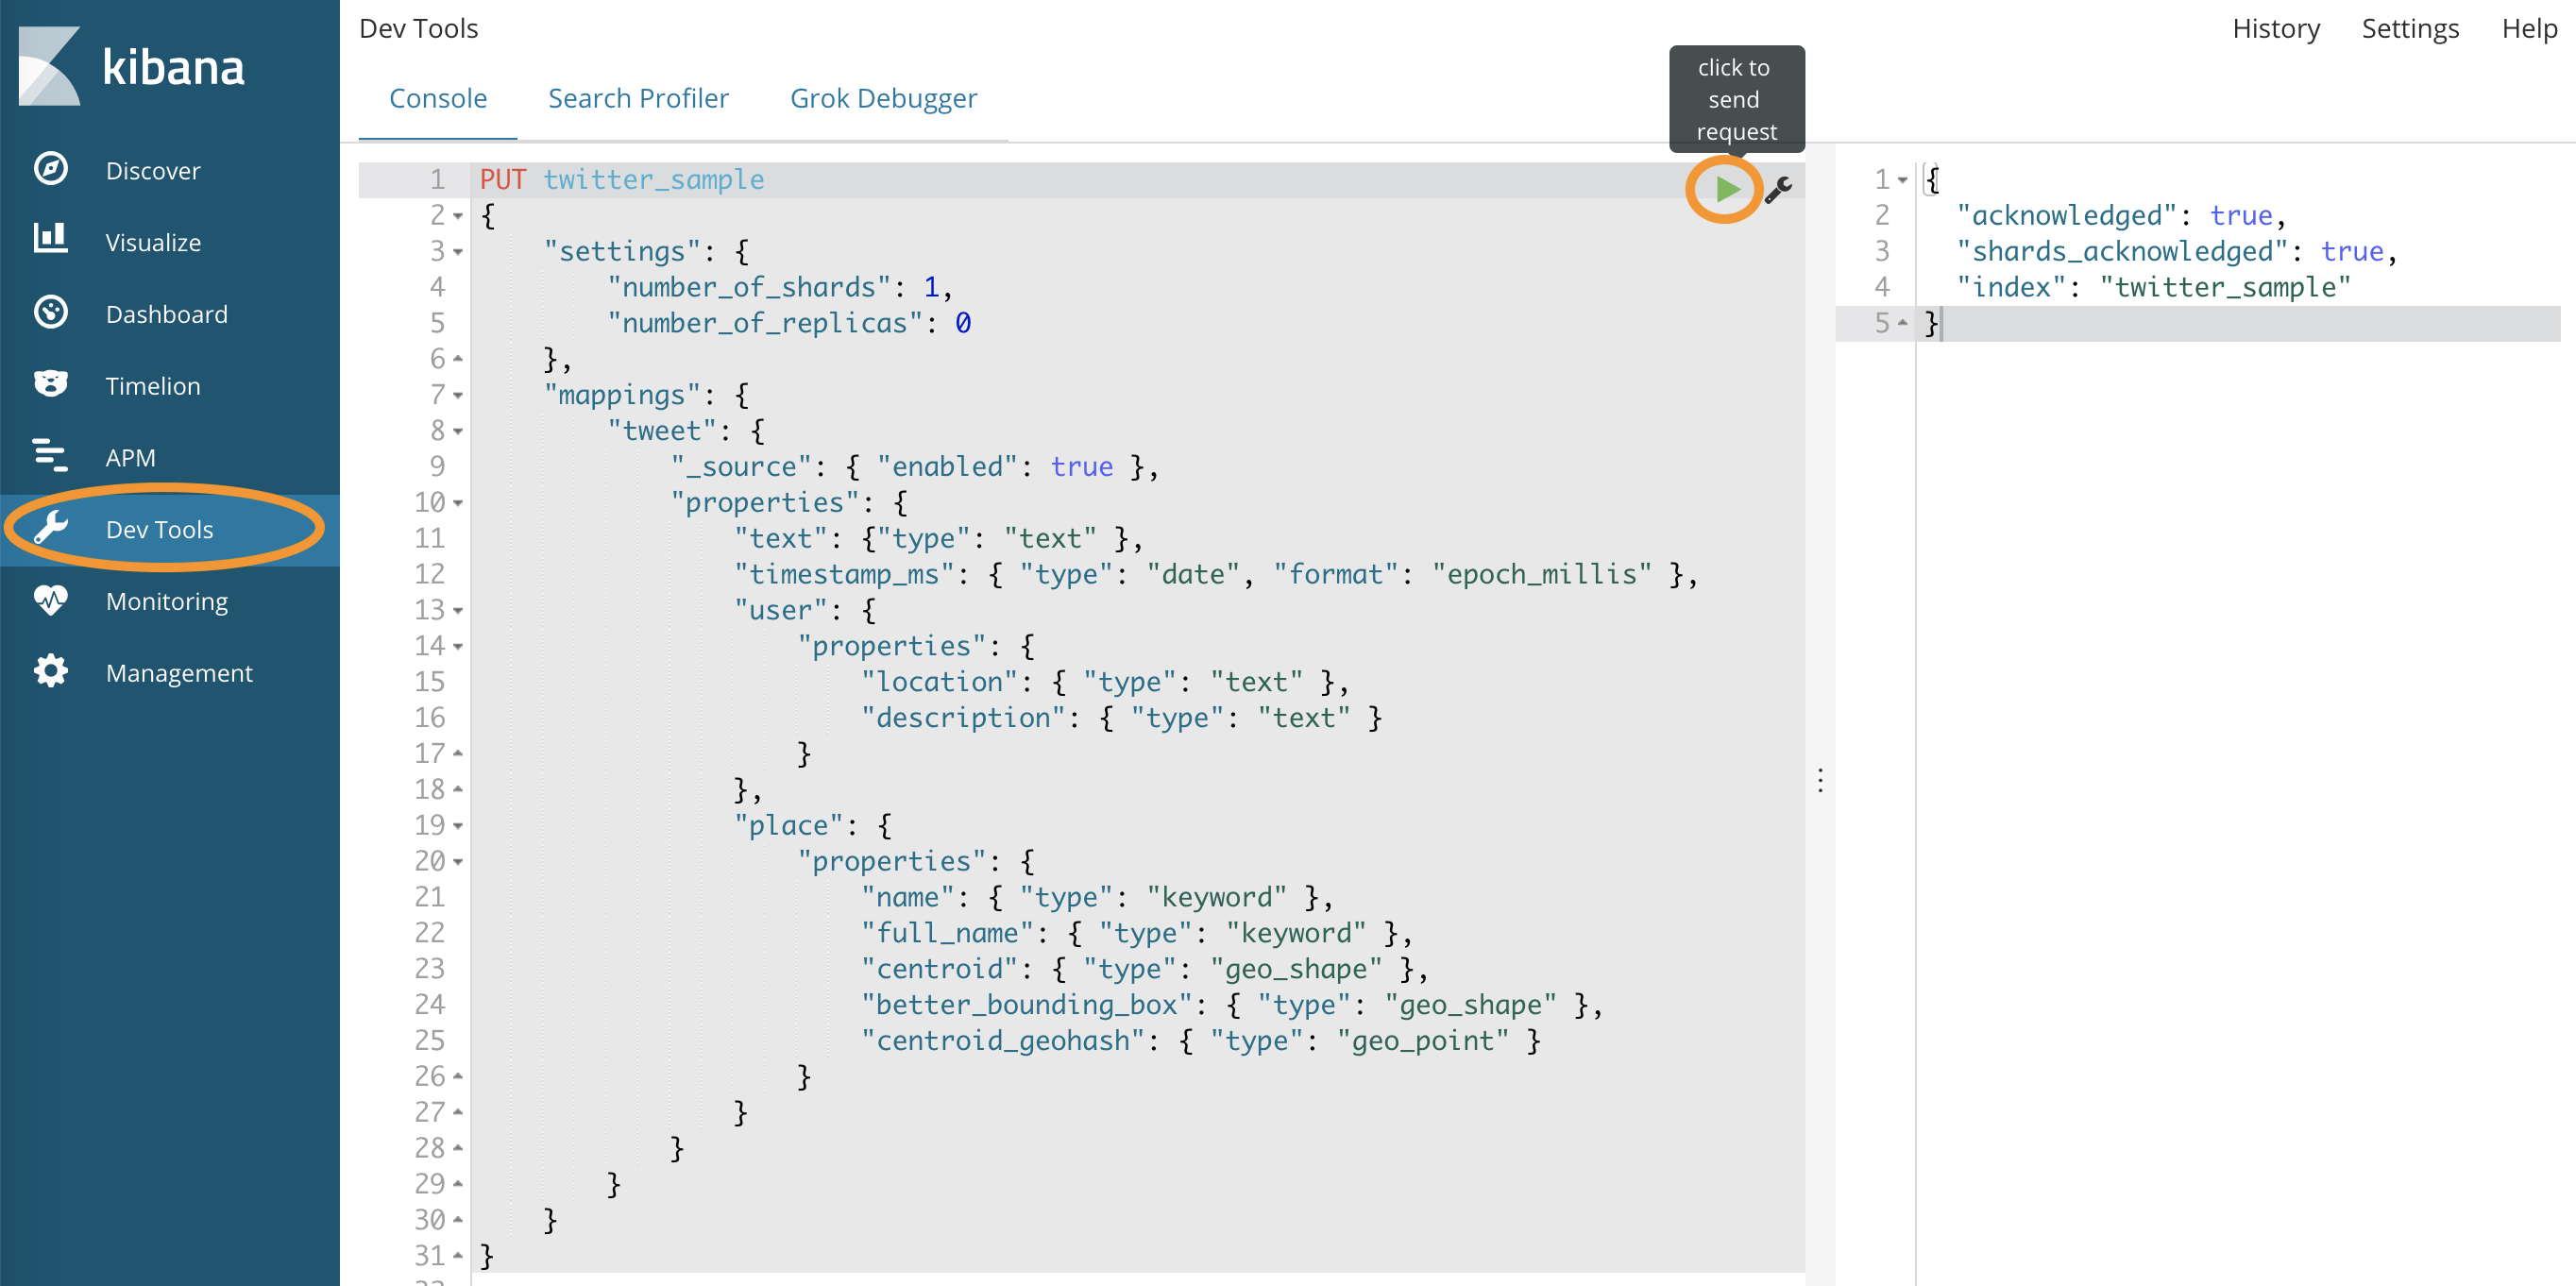 kibana
Discover
Visualize
Dashboard
Timelion
APM
Dev Tools
Monitoring
Management
Dev Tools
History Settings Help
Console Search Profiler Grok Debugger
click to
send
request
1 PUT twitter_sample
2 {
3 "settings": {
4 "number_of_shards": 1,
5 "number_of_replicas": 0
6 },
7 "mappings": {
8 "tweet": {
9 "_source": { "enabled": true },
10 "properties": {
11 "text": {"type": "text" },
12 "timestamp_ms": { "type": "date", "format": "epoch_millis" },
13 "user": {
14 "properties": {
15 "location": { "type": "text" },
16 "description": { "type": "text" }
17 }
18 },
19 "place": {
20 "properties": {
21 "name": { "type": "keyword" },
22 "full_name": { "type": "keyword" },
23 "centroid": { "type": "geo_shape" },
24 "better_bounding_box": { "type": "geo_shape" },
25 "centroid_geohash": { "type": "geo_point" }
26 }
27 }
28 }
29 }
30 }
31 }
1 {
2 "acknowledged": true,
3 "shards_acknowledged": true,
4 "index": "twitter_sample"
5 }